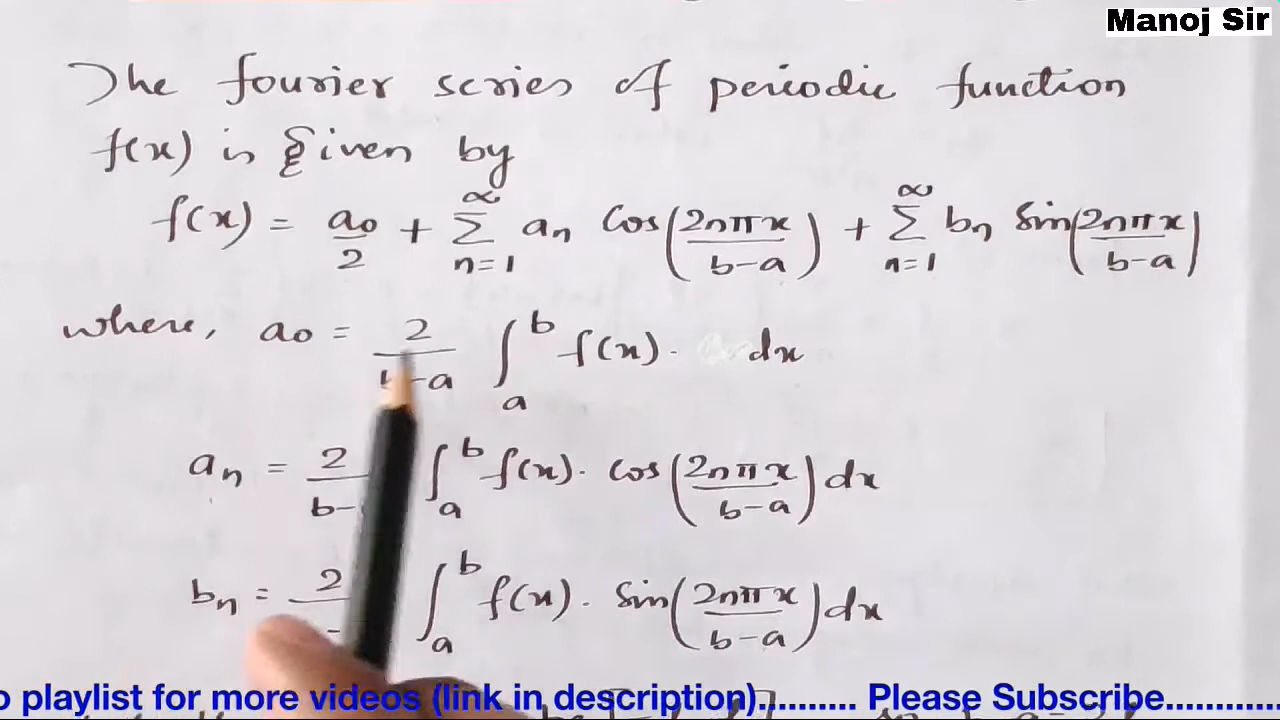 Manoj Sir
The fourier series of periodic function
f(x) is given by
f(x) = a₀/2 + Σ_{n=1}^{∞} aₙ Cos(2nπx/b-a) + Σ_{n=1}^{∞} bₙ Sin(2nπx/b-a)
where, a₀ = 2/b-a ∫_a^b f(x). dx
aₙ = 2/b- ∫_a^b f(x). cos(2nπx/b-a) dx
bₙ = 2/- ∫_a^b f(x). Sin(2nπx/b-a) dx
o playlist for more videos (link in description).......... Please Subscribe............